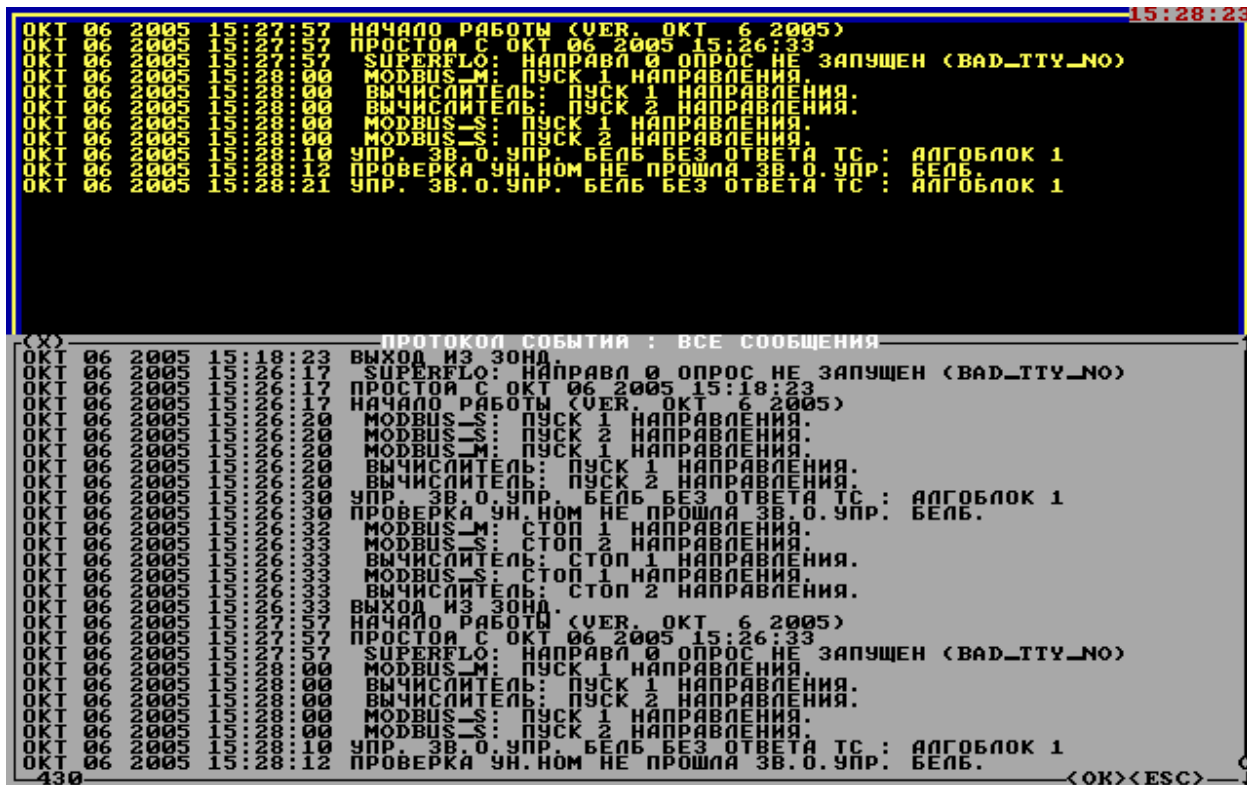 15:28:23
ОКТ 06 2005 15:27:57 НАЧАЛО РАБОТЫ (VER. ОКТ 6 2005)
ОКТ 06 2005 15:27:57 ПРОСТОЙ С ОКТ 06 2005 15:26:33
ОКТ 06 2005 15:27:57 SUPERFLO: НАПРАВЛ 0 ОПРОС НЕ ЗАПУЩЕН (BAD_TTY_NO)
ОКТ 06 2005 15:28:00 MODBUS_M: ПУСК 1 НАПРАВЛЕНИЯ.
ОКТ 06 2005 15:28:00 ВЫЧИСЛИТЕЛЬ: ПУСК 1 НАПРАВЛЕНИЯ.
ОКТ 06 2005 15:28:00 ВЫЧИСЛИТЕЛЬ: ПУСК 2 НАПРАВЛЕНИЯ.
ОКТ 06 2005 15:28:00 MODBUS_S: ПУСК 1 НАПРАВЛЕНИЯ.
ОКТ 06 2005 15:28:00 MODBUS_S: ПУСК 2 НАПРАВЛЕНИЯ.
ОКТ 06 2005 15:28:10 УПР. ЗВ.О.УПР. БЕЛБ БЕЗ ОТВЕТА ТС : АЛГОБЛОК 1
ОКТ 06 2005 15:28:12 ПРОВЕРКА УН.НОМ НЕ ПРОШЛА ЗВ.О.УПР. БЕЛБ.
ОКТ 06 2005 15:28:21 УПР. ЗВ.О.УПР. БЕЛБ БЕЗ ОТВЕТА ТС : АЛГОБЛОК 1
(X) ПРОТОКОЛ СОБЫТИЙ : ВСЕ СООБЩЕНИЯ
ОКТ 06 2005 15:18:23 ВЫХОД ИЗ ЗОНД.
ОКТ 06 2005 15:26:17 SUPERFLO: НАПРАВЛ 0 ОПРОС НЕ ЗАПУЩЕН (BAD_TTY_NO)
ОКТ 06 2005 15:26:17 ПРОСТОЙ С ОКТ 06 2005 15:18:23
ОКТ 06 2005 15:26:17 НАЧАЛО РАБОТЫ (VER. ОКТ 6 2005)
ОКТ 06 2005 15:26:20 MODBUS_S: ПУСК 1 НАПРАВЛЕНИЯ.
ОКТ 06 2005 15:26:20 MODBUS_S: ПУСК 2 НАПРАВЛЕНИЯ.
ОКТ 06 2005 15:26:20 MODBUS_M: ПУСК 1 НАПРАВЛЕНИЯ.
ОКТ 06 2005 15:26:20 ВЫЧИСЛИТЕЛЬ: ПУСК 1 НАПРАВЛЕНИЯ.
ОКТ 06 2005 15:26:20 ВЫЧИСЛИТЕЛЬ: ПУСК 2 НАПРАВЛЕНИЯ.
ОКТ 06 2005 15:26:30 УПР. ЗВ.О.УПР. БЕЛБ БЕЗ ОТВЕТА ТС : АЛГОБЛОК 1
ОКТ 06 2005 15:26:30 ПРОВЕРКА УН.НОМ НЕ ПРОШЛА ЗВ.О.УПР. БЕЛБ.
ОКТ 06 2005 15:26:32 MODBUS_M: СТОП 1 НАПРАВЛЕНИЯ.
ОКТ 06 2005 15:26:33 MODBUS_S: СТОП 2 НАПРАВЛЕНИЯ.
ОКТ 06 2005 15:26:33 ВЫЧИСЛИТЕЛЬ: СТОП 1 НАПРАВЛЕНИЯ.
ОКТ 06 2005 15:26:33 MODBUS_S: СТОП 1 НАПРАВЛЕНИЯ.
ОКТ 06 2005 15:26:33 ВЫЧИСЛИТЕЛЬ: СТОП 2 НАПРАВЛЕНИЯ.
ОКТ 06 2005 15:26:33 ВЫХОД ИЗ ЗОНД.
ОКТ 06 2005 15:27:57 НАЧАЛО РАБОТЫ (VER. ОКТ 6 2005)
ОКТ 06 2005 15:27:57 ПРОСТОЙ С ОКТ 06 2005 15:26:33
ОКТ 06 2005 15:27:57 SUPERFLO: НАПРАВЛ 0 ОПРОС НЕ ЗАПУЩЕН (BAD_TTY_NO)
ОКТ 06 2005 15:28:00 MODBUS_M: ПУСК 1 НАПРАВЛЕНИЯ.
ОКТ 06 2005 15:28:00 ВЫЧИСЛИТЕЛЬ: ПУСК 1 НАПРАВЛЕНИЯ.
ОКТ 06 2005 15:28:00 ВЫЧИСЛИТЕЛЬ: ПУСК 2 НАПРАВЛЕНИЯ.
ОКТ 06 2005 15:28:00 MODBUS_S: ПУСК 1 НАПРАВЛЕНИЯ.
ОКТ 06 2005 15:28:00 MODBUS_S: ПУСК 2 НАПРАВЛЕНИЯ.
ОКТ 06 2005 15:28:10 УПР. ЗВ.О.УПР. БЕЛБ БЕЗ ОТВЕТА ТС : АЛГОБЛОК 1
ОКТ 06 2005 15:28:12 ПРОВЕРКА УН.НОМ НЕ ПРОШЛА ЗВ.О.УПР. БЕЛБ.
430 <OK><ESC>